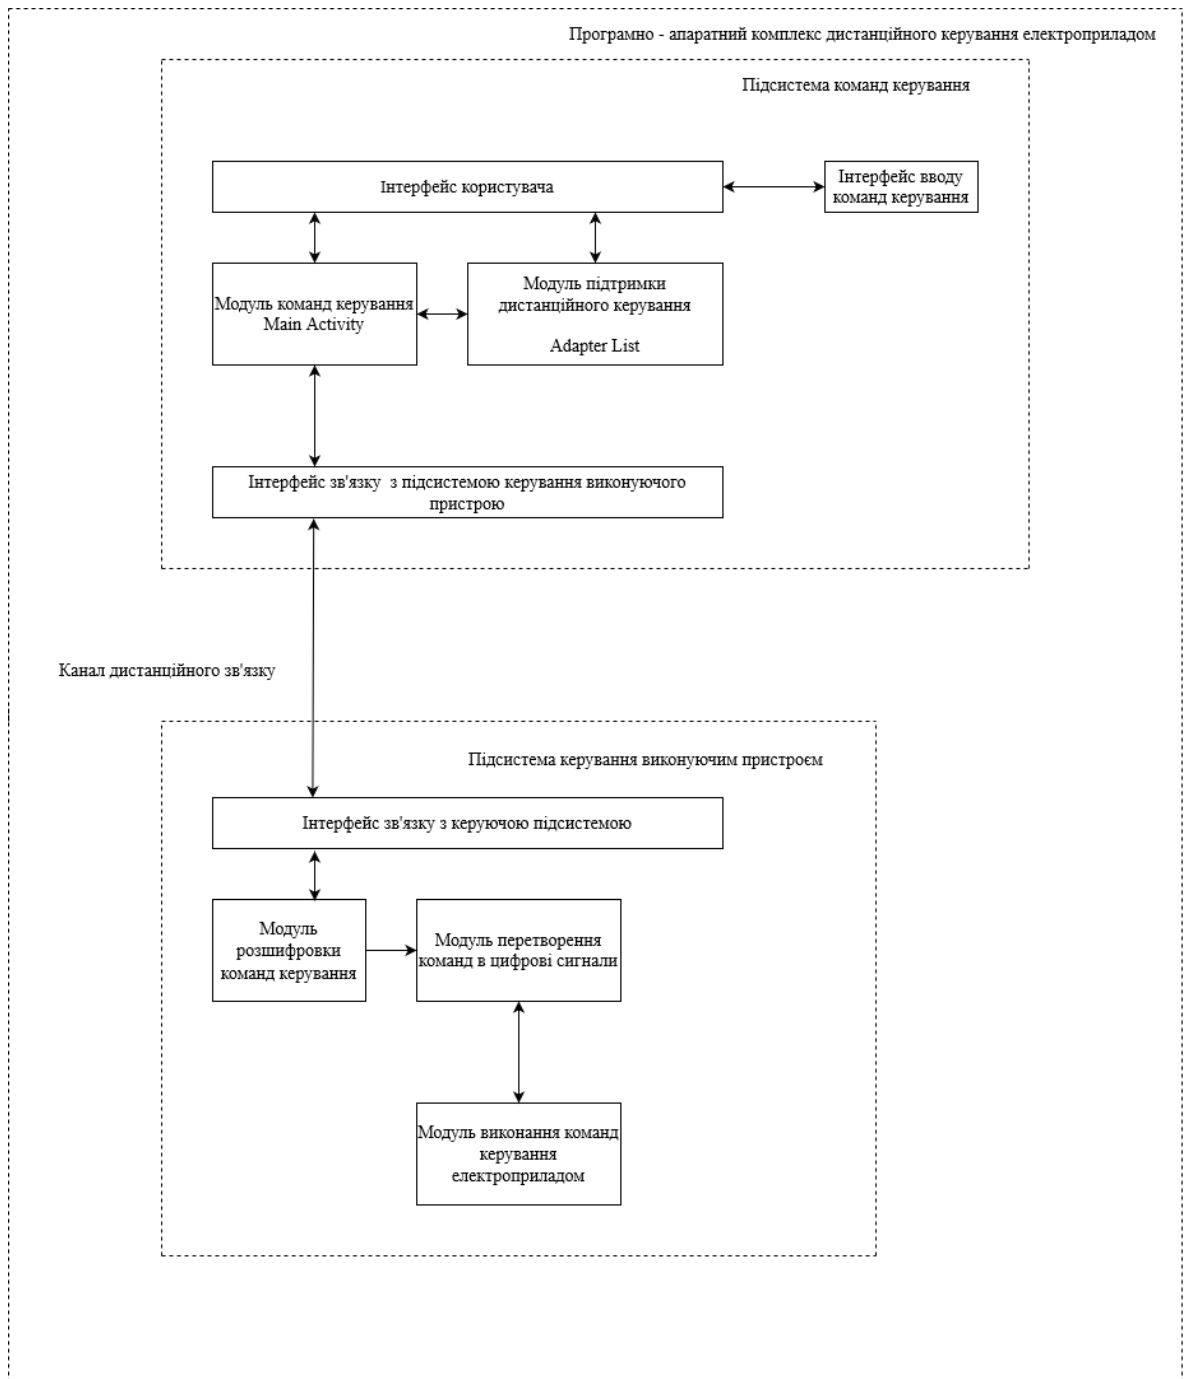 Програмно - апаратний комплекс дистанційного керування електроприладом
Підсистема команд керування
Інтерфейс користувача
Інтерфейс вводу
команд керування
Модуль команд керування
Main Activity
Модуль підтримки
дистанційного керування
Adapter List
Інтерфейс зв'язку з підсистемою керування виконуючого
пристрою
Канал дистанційного зв'язку
Підсистема керування виконуючим пристроєм
Інтерфейс зв'язку з керуючою підсистемою
Модуль
розшифровки
команд керування
Модуль перетворення
команд в цифрові сигнали
Модуль виконання команд
керування
електроприладом